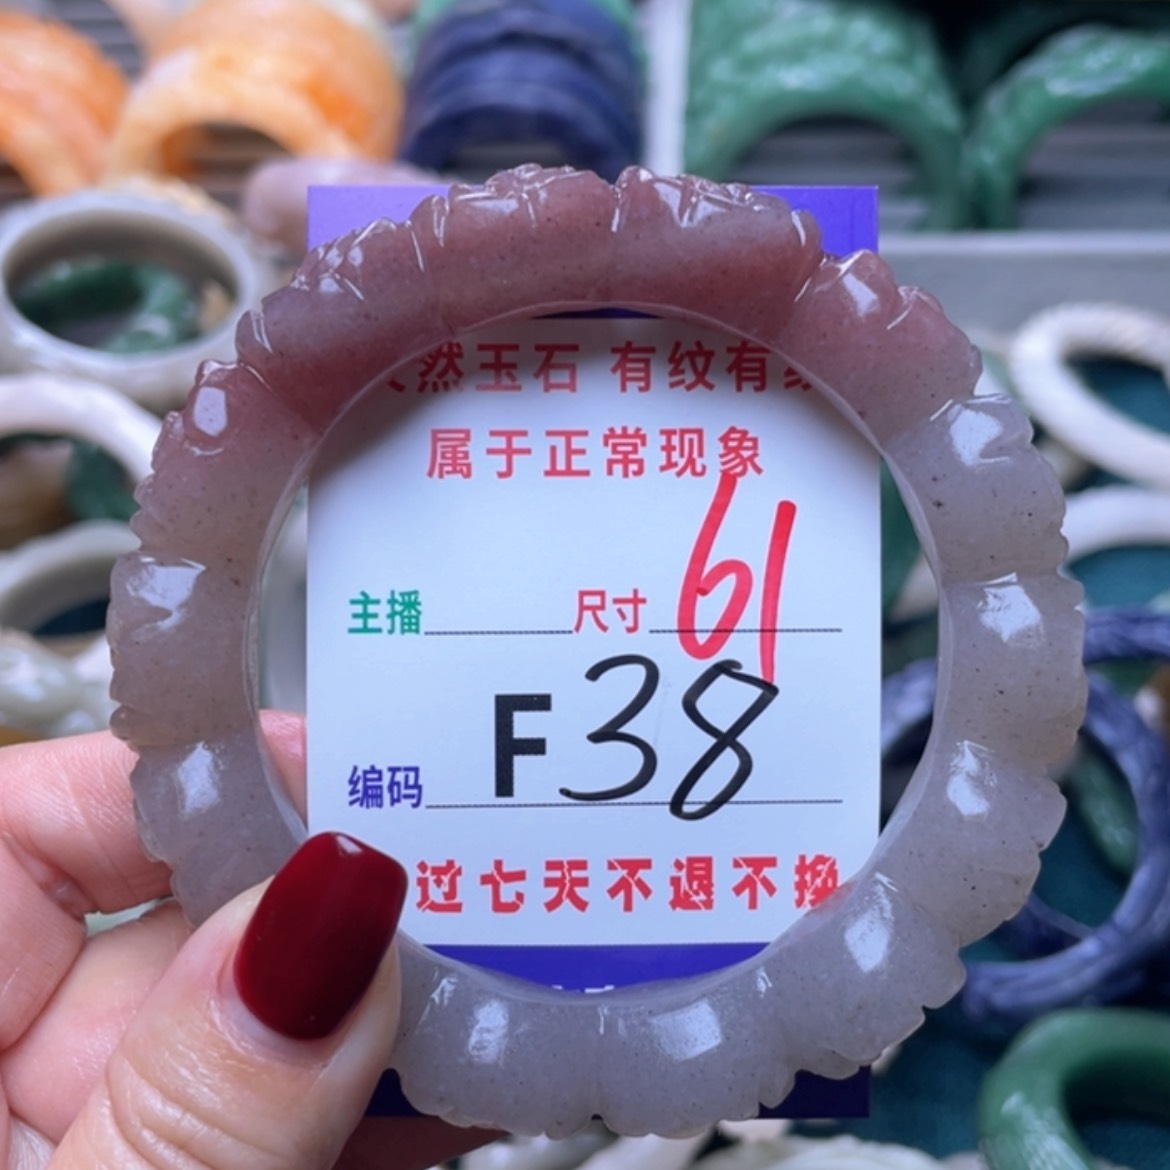 然玉石 有纹有
属于正常现象
主播 尺寸 61
编码 F38
过七天不退不换